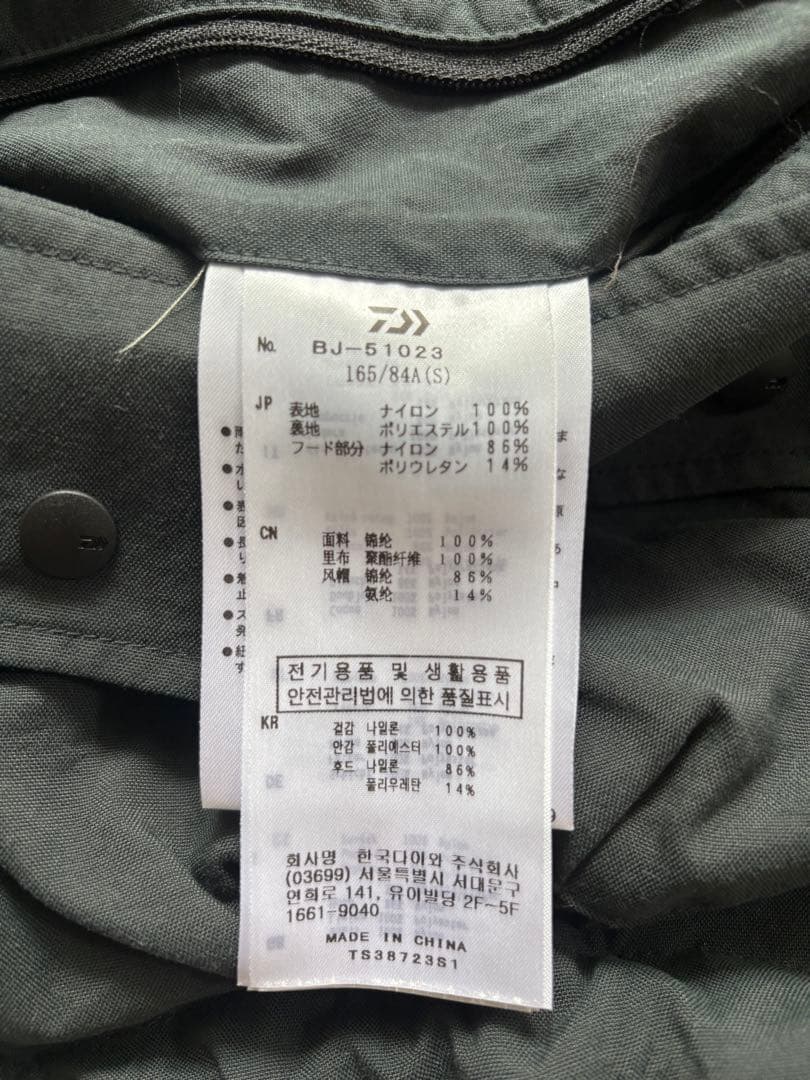 No. BJ-51023
165/84A(S)
JP 表地 ナイロン 100%
裏地 ポリエステル100%
フード部分 ナイロン 86%
ポリウレタン 14%
CN 面料 锦纶 100%
里布 聚酯纤维 100%
风帽 锦纶 86%
氨纶 14%
전기용품 및 생활용품
안전관리법에 의한 품질표시
KR 겉감 나일론 100%
안감 폴리에스터 100%
후드 나일론 86%
폴리우레탄 14%
회사명 한국다이와 주식회사
(03699) 서울특별시 서대문구
연희로 141, 유이빌딩 2F~5F
1661-9040
MADE IN CHINA
TS38723S1